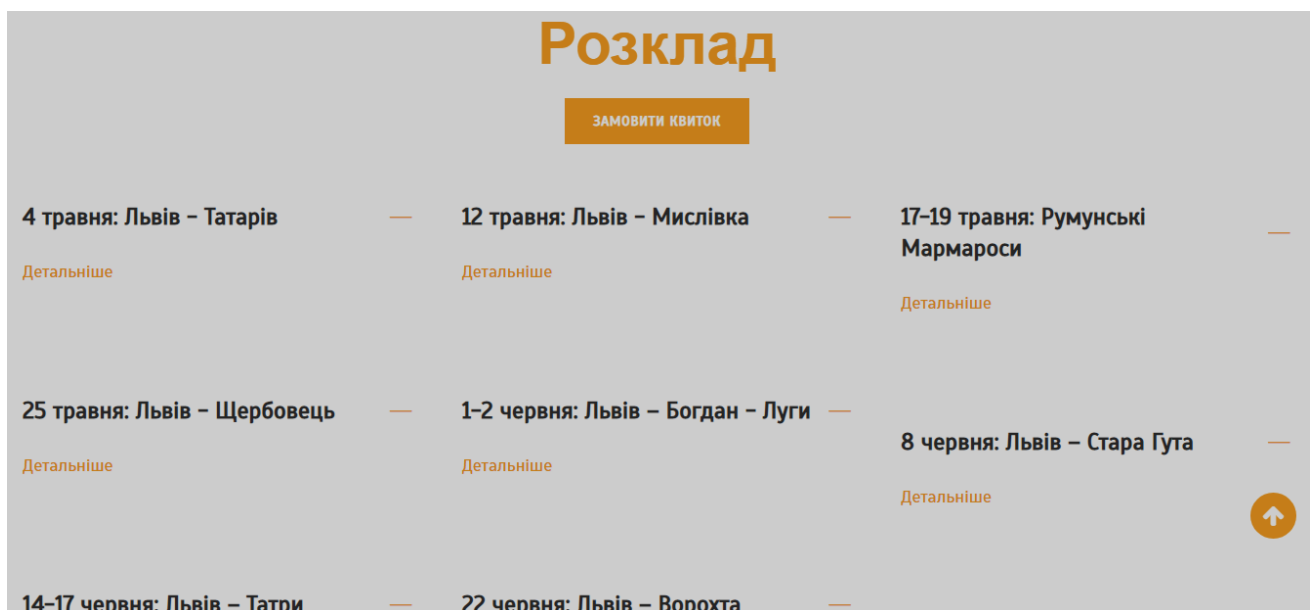 Розклад
ЗАМОВИТИ КВИТОК
4 травня: Львів – Татарів
Детальніше
12 травня: Львів – Мислівка
Детальніше
17-19 травня: Румунські
Мармароси
Детальніше
25 травня: Львів – Щербовець
Детальніше
1-2 червня: Львів – Богдан – Луги
Детальніше
8 червня: Львів – Стара Гута
Детальніше
14-17 червня: Львів – Татри
22 червня: Львів – Ворохта